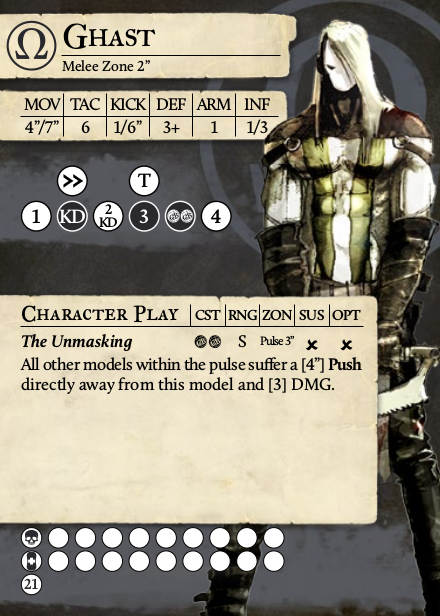 Ω GHAST
Melee Zone 2”
MOV TAC KICK DEF ARM INF
4”/7” 6 1/6” 3+ 1 1/3
>> T
1 KD 2 KD 3 4
CHARACTER PLAY CST RNG ZON SUS OPT
The Unmasking S Pulse 3” ✘ ✘
All other models within the pulse suffer a [4”] Push
directly away from this model and [3] DMG.
21